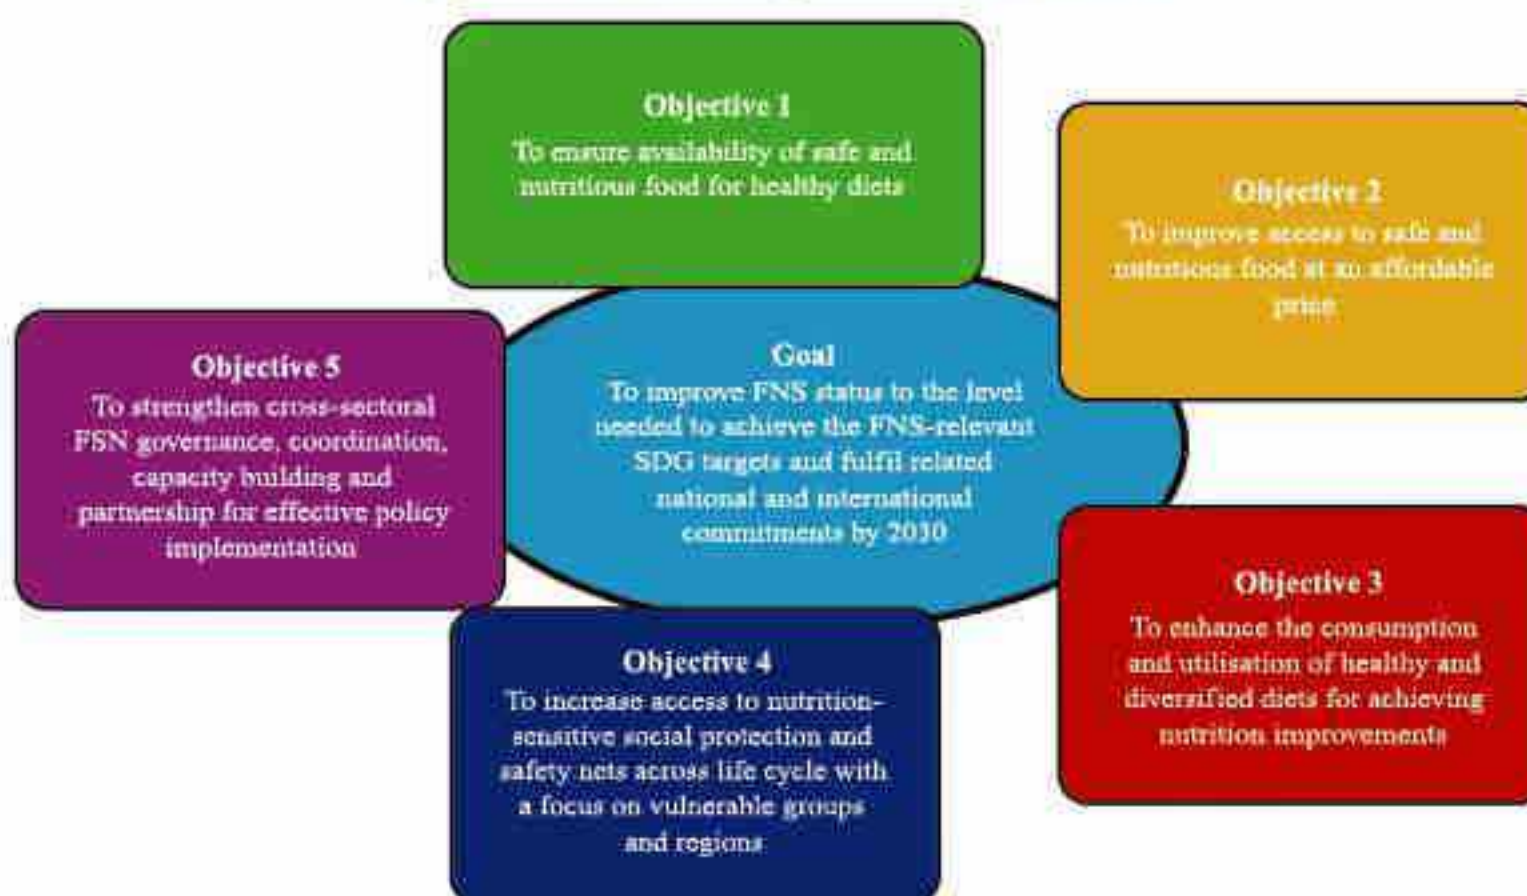 Objective 1
To ensure availability of safe and
nutritious food for healthy diets
Objective 2
To improve access to safe and
nutritious food at an affordable
price
Goal
To improve FNS status to the level
needed to achieve the FNS-relevant
SDG targets and fulfil related
national and international
commitments by 2030
Objective 5
To strengthen cross-sectoral
FSN governance, coordination,
capacity building and
partnership for effective policy
implementation
Objective 3
To enhance the consumption
and utilisation of healthy and
diversified diets for achieving
nutrition improvements
Objective 4
To increase access to nutrition-
sensitive social protection and
safety nets across life cycle with
a focus on vulnerable groups
and regions